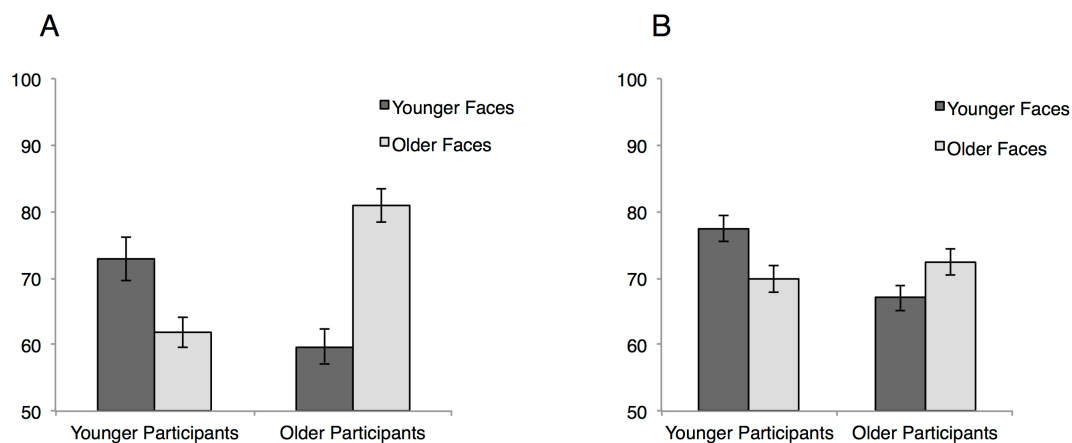 A
100
90
80
70
60
50
Younger Faces
Older Faces
Younger Participants
Older Participants
B
100
90
80
70
60
50
Younger Faces
Older Faces
Younger Participants
Older Participants